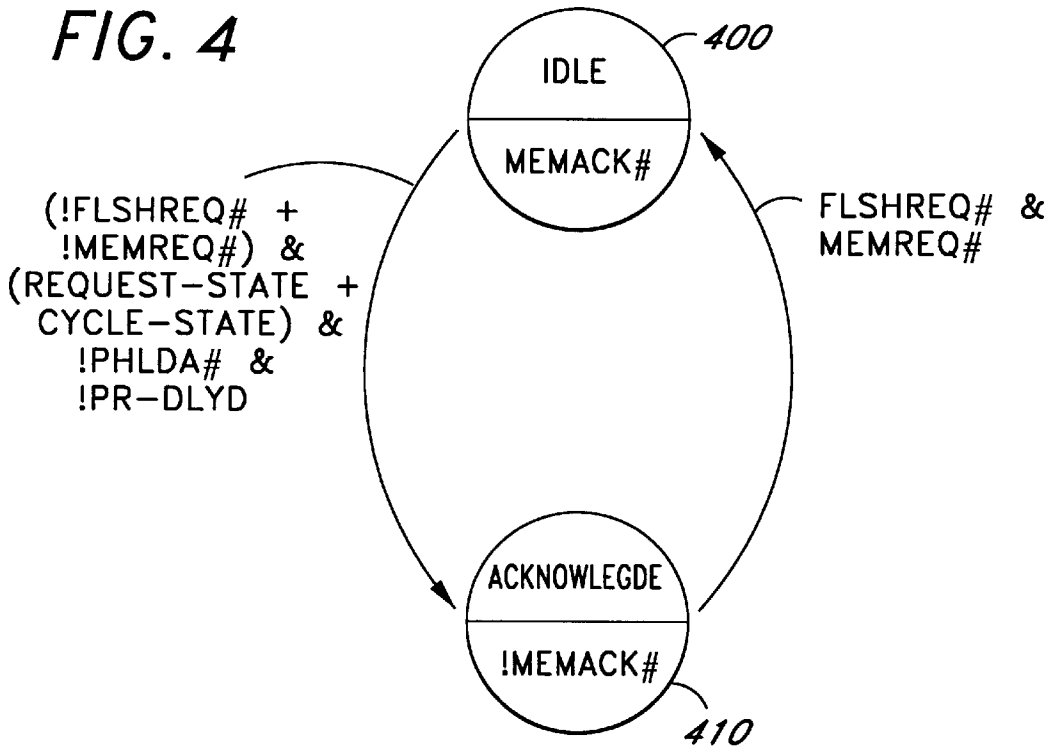 FIG. 4
400
IDLE
MEMACK#
(!FLSHREQ# +
!MEMREQ#) &
(REQUEST-STATE +
CYCLE-STATE) &
!PHLDA# &
!PR-DLYD
FLSHREQ# &
MEMREQ#
ACKNOWLEGDE
!MEMACK#
410